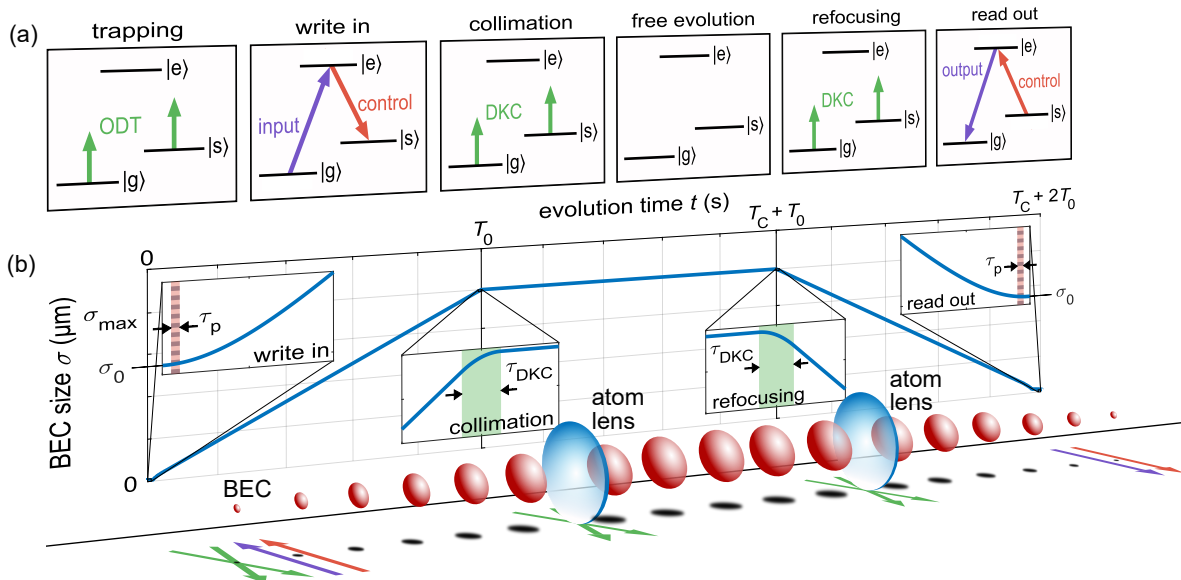 (a)
trapping
write in
collimation
free evolution
refocusing
read out
|e⟩
ODT
|s⟩
|g⟩
|e⟩
input
control
|s⟩
|g⟩
|e⟩
DKC
|s⟩
|g⟩
|e⟩
|s⟩
|g⟩
|e⟩
DKC
|s⟩
|g⟩
|e⟩
output
control
|s⟩
|g⟩
evolution time t (s)
0
T0
TC + T0
TC + 2T0
(b)
BEC size σ (μm)
σmax
σ0
0
τp
write in
τDKC
collimation
τDKC
refocusing
τp
read out
σ0
atom
lens
atom
lens
BEC